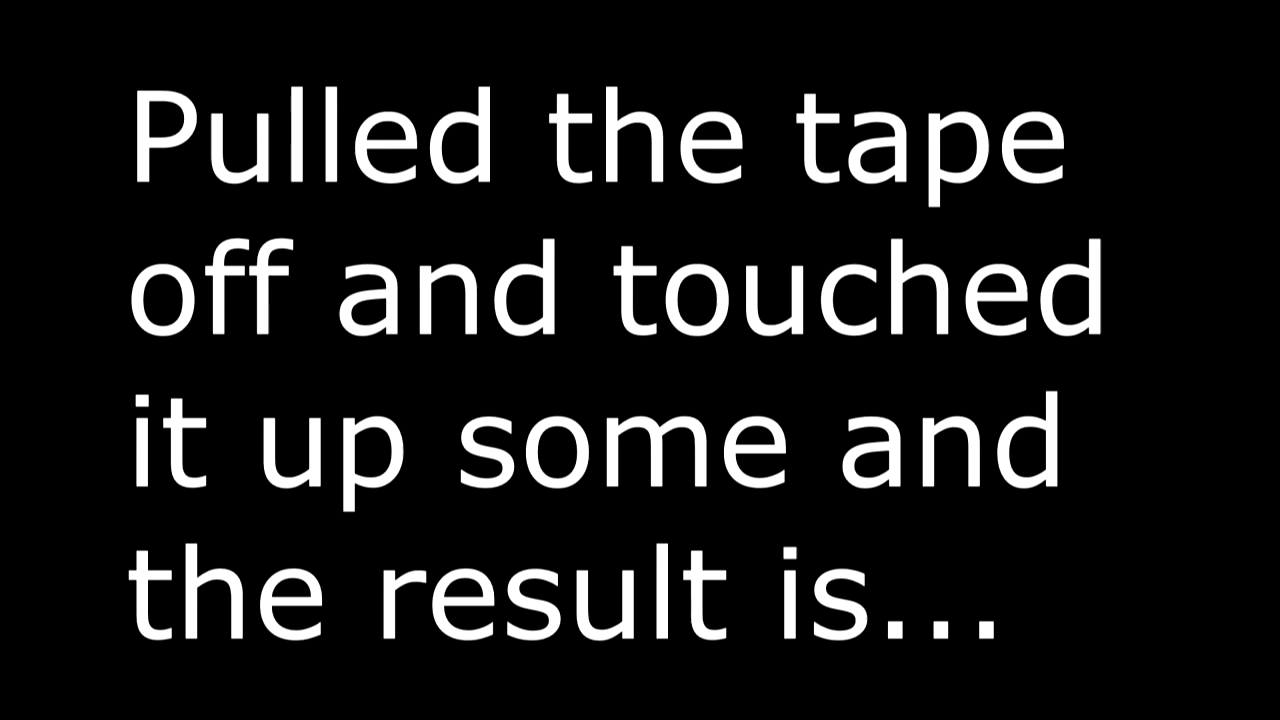 Pulled the tape
off and touched
it up some and
the result is...